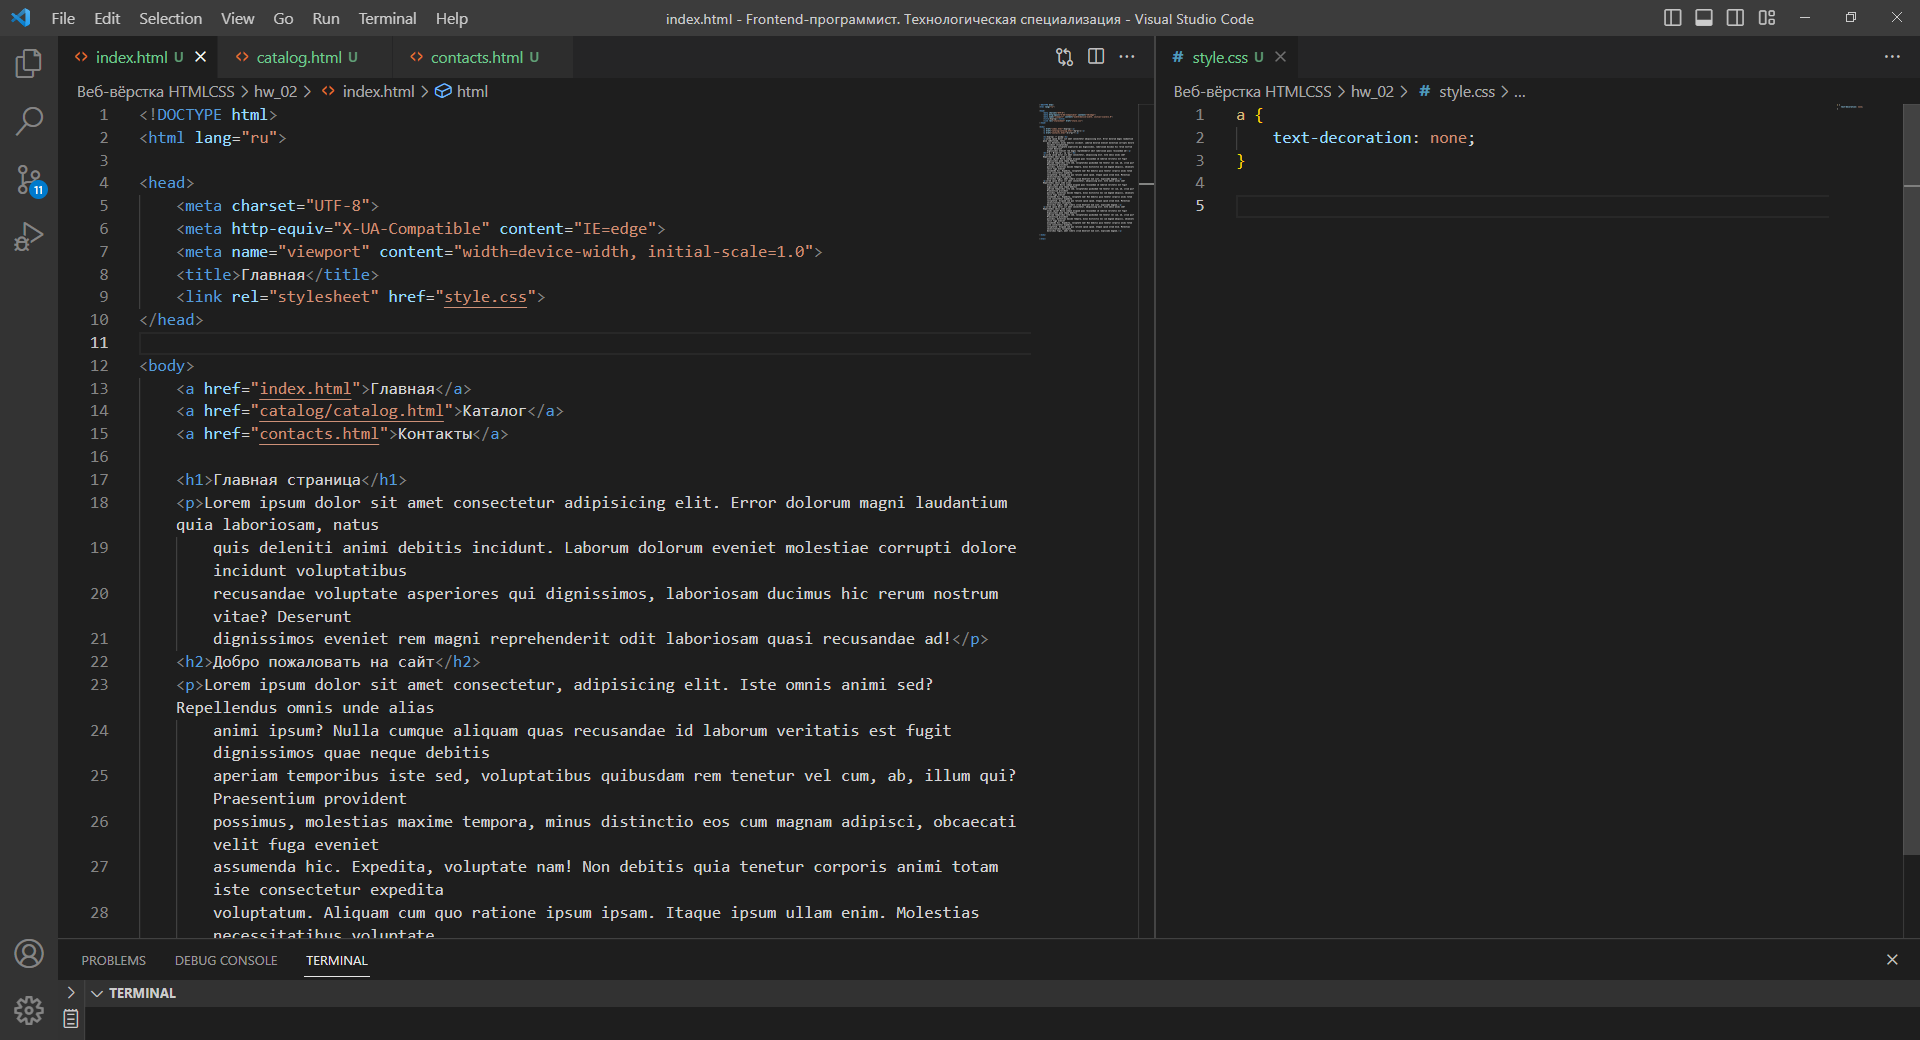 File Edit Selection View Go Run Terminal Help
index.html - Frontend-программист. Технологическая специализация - Visual Studio Code
index.html U
catalog.html U
contacts.html U
Веб-вёрстка HTMLCSS > hw_02 > index.html > html
1 <!DOCTYPE html>
2 <html lang="ru">
3
4 <head>
5 <meta charset="UTF-8">
6 <meta http-equiv="X-UA-Compatible" content="IE=edge">
7 <meta name="viewport" content="width=device-width, initial-scale=1.0">
8 <title>Главная</title>
9 <link rel="stylesheet" href="style.css">
10 </head>
11
12 <body>
13 <a href="index.html">Главная</a>
14 <a href="catalog/catalog.html">Каталог</a>
15 <a href="contacts.html">Контакты</a>
16
17 <h1>Главная страница</h1>
18 <p>Lorem ipsum dolor sit amet consectetur adipisicing elit. Error dolorum magni laudantium
quia laboriosam, natus
19 quis deleniti animi debitis incidunt. Laborum dolorum eveniet molestiae corrupti dolore
incidunt voluptatibus
20 recusandae voluptate asperiores qui dignissimos, laboriosam ducimus hic rerum nostrum
vitae? Deserunt
21 dignissimos eveniet rem magni reprehenderit odit laboriosam quasi recusandae ad!</p>
22 <h2>Добро пожаловать на сайт</h2>
23 <p>Lorem ipsum dolor sit amet consectetur, adipisicing elit. Iste omnis animi sed?
Repellendus omnis unde alias
24 animi ipsum? Nulla cumque aliquam quas recusandae id laborum veritatis est fugit
dignissimos quae neque debitis
25 aperiam temporibus iste sed, voluptatibus quibusdam rem tenetur vel cum, ab, illum qui?
Praesentium provident
26 possimus, molestias maxime tempora, minus distinctio eos cum magnam adipisci, obcaecati
velit fuga eveniet
27 assumenda hic. Expedita, voluptate nam! Non debitis quia tenetur corporis animi totam
iste consectetur expedita
28 voluptatum. Aliquam cum quo ratione ipsum ipsam. Itaque ipsum ullam enim. Molestias
necessitatibus voluptate
# style.css U
Веб-вёрстка HTMLCSS > hw_02 > # style.css > ...
1 a {
2 text-decoration: none;
3 }
4
5
11
PROBLEMS DEBUG CONSOLE TERMINAL
TERMINAL